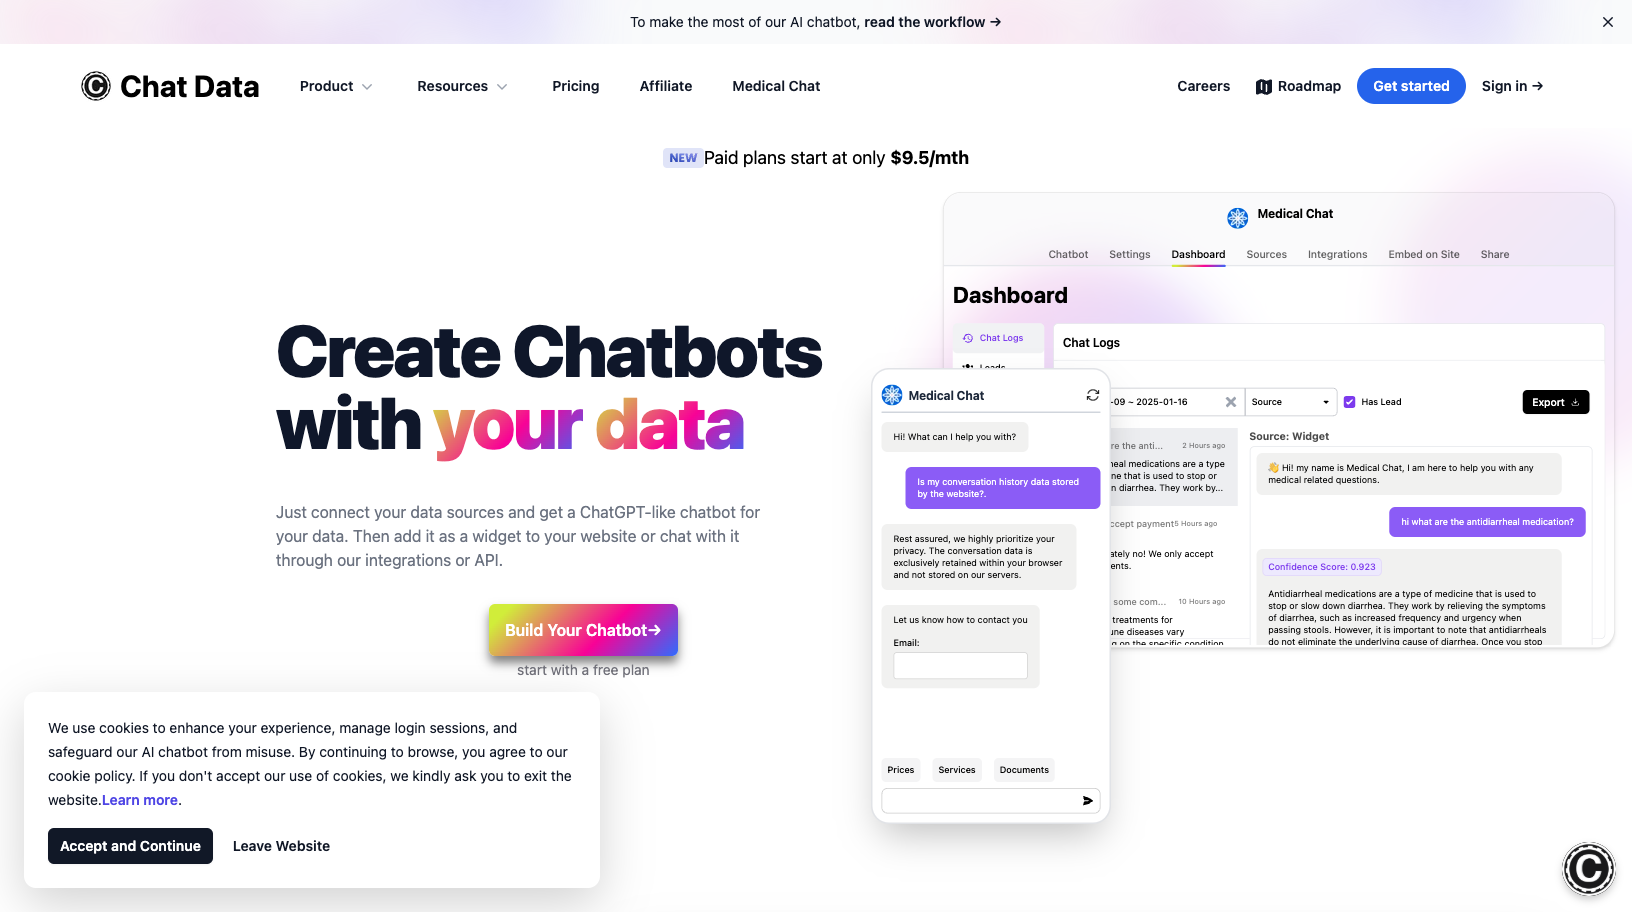 To make the most of our AI chatbot, read the workflow →
Chat Data
Product
Resources
Pricing
Affiliate
Medical Chat
Careers
Roadmap
Get started
Sign in →
NEW Paid plans start at only $9.5/mth
Create Chatbots
with your data
Just connect your data sources and get a ChatGPT-like chatbot for
your data. Then add it as a widget to your website or chat with it
through our integrations or API.
Build Your Chatbot→
start with a free plan
Medical Chat
Chatbot
Settings
Dashboard
Sources
Integrations
Embed on Site
Share
Dashboard
Chat Logs
Chat Logs
-09 ~ 2025-01-16
Source
Has Lead
Export
re the anti... 2 Hours ago
medications are a type
that is used to stop or
diarrhea. They work by...
payment 5 Hours ago
no! We only accept
some com... 10 Hours ago
treatments for
diseases vary
on the specific condition
Source: Widget
👋 Hi! my name is Medical Chat, I am here to help you with any
medical related questions.
hi what are the antidiarrheal medication?
Confidence Score: 0.923
Antidiarrheal medications are a type of medicine that is used to
stop or slow down diarrhea. They work by relieving the symptoms
of diarrhea, such as increased frequency and urgency when
passing stools. However, it is important to note that antidiarrheals
do not eliminate the underlying cause of diarrhea. Once you stop
Medical Chat
Hi! What can I help you with?
Is my conversation history data stored
by the website?.
Rest assured, we highly prioritize your
privacy. The conversation data is
exclusively retained within your browser
and not stored on our servers.
Let us know how to contact you
Email:
Prices
Services
Documents
We use cookies to enhance your experience, manage login sessions, and
safeguard our AI chatbot from misuse. By continuing to browse, you agree to our
cookie policy. If you don't accept our use of cookies, we kindly ask you to exit the
website.Learn more.
Accept and Continue
Leave Website